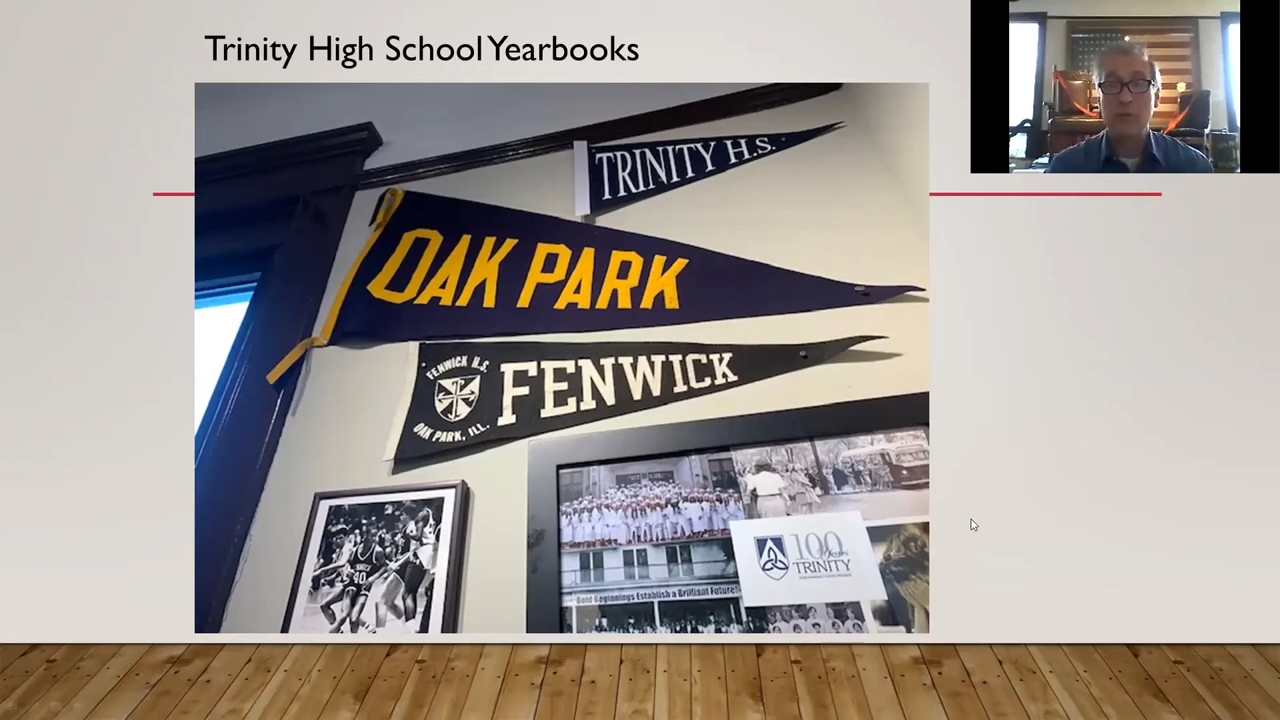 Trinity High School Yearbooks
TRINITY H.S.
OAK PARK
FENWICK H.S.
FENWICK
OAK PARK, ILL.
40
Bold Beginnings Establish a Brilliant Future!
100
TRINITY